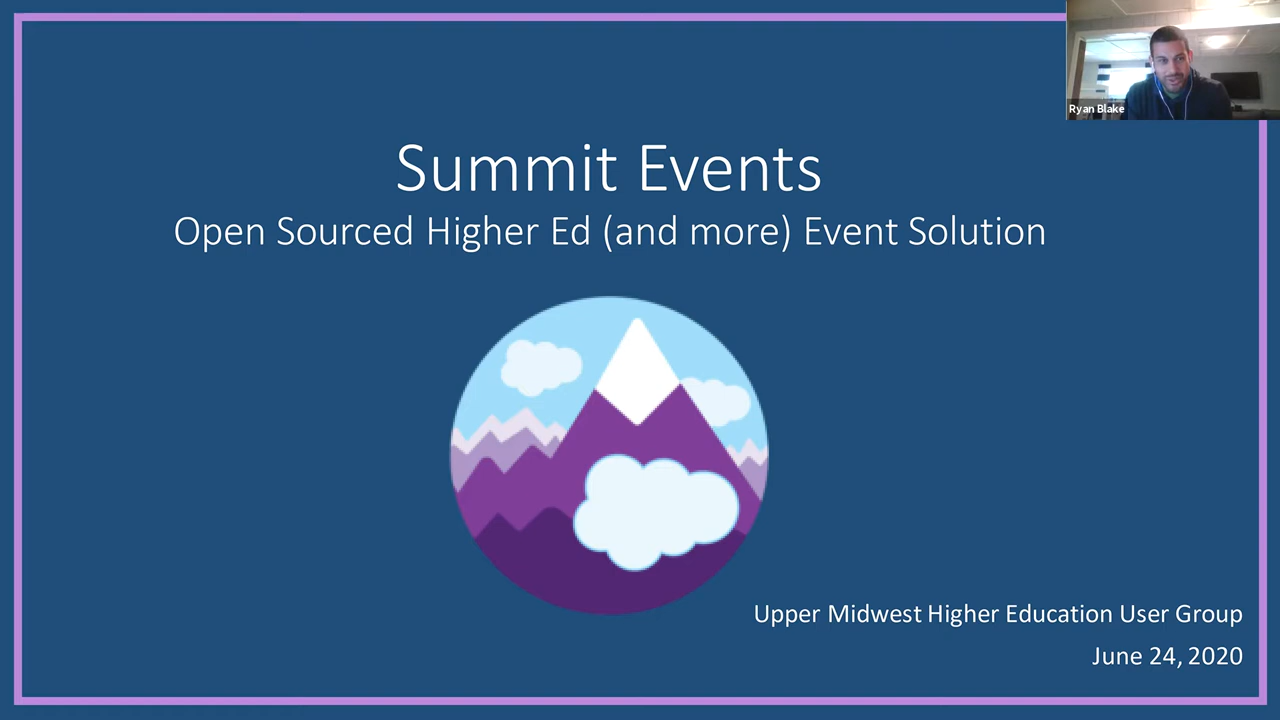 Ryan Blake
Summit Events
Open Sourced Higher Ed (and more) Event Solution
Upper Midwest Higher Education User Group
June 24, 2020